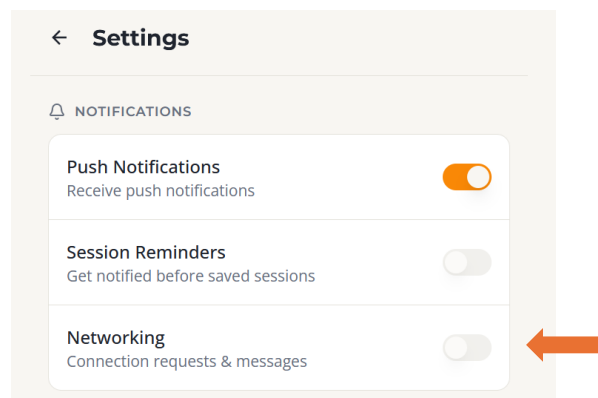 Settings
NOTIFICATIONS
Push Notifications
Receive push notifications
Session Reminders
Get notified before saved sessions
Networking
Connection requests & messages